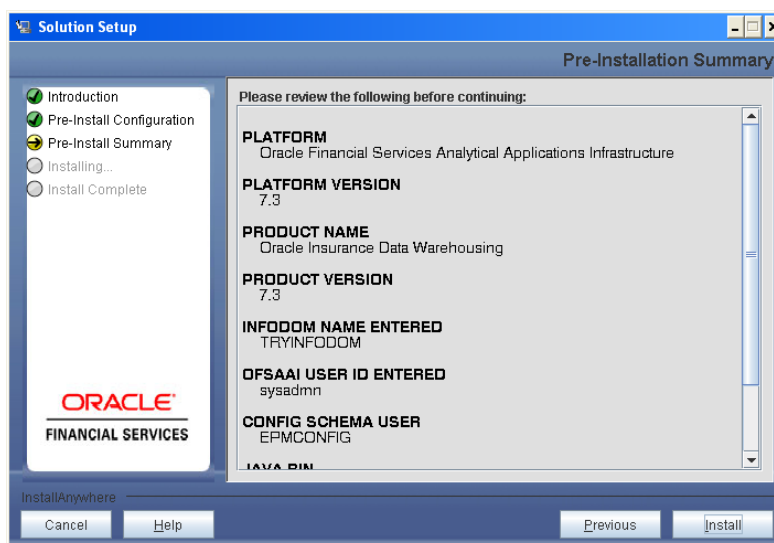 Solution Setup
Pre-Installation Summary
Introduction
Pre-Install Configuration
Pre-Install Summary
Installing...
Install Complete
ORACLE
FINANCIAL SERVICES
Please review the following before continuing:
PLATFORM
Oracle Financial Services Analytical Applications Infrastructure
PLATFORM VERSION
7.3
PRODUCT NAME
Oracle Insurance Data Warehousing
PRODUCT VERSION
7.3
INFODOM NAME ENTERED
TRYINFODOM
OFSAAI USER ID ENTERED
sysadmn
CONFIG SCHEMA USER
EPMCONFIG
JAVA BIN
InstallAnywhere
Cancel
Help
Previous
Install